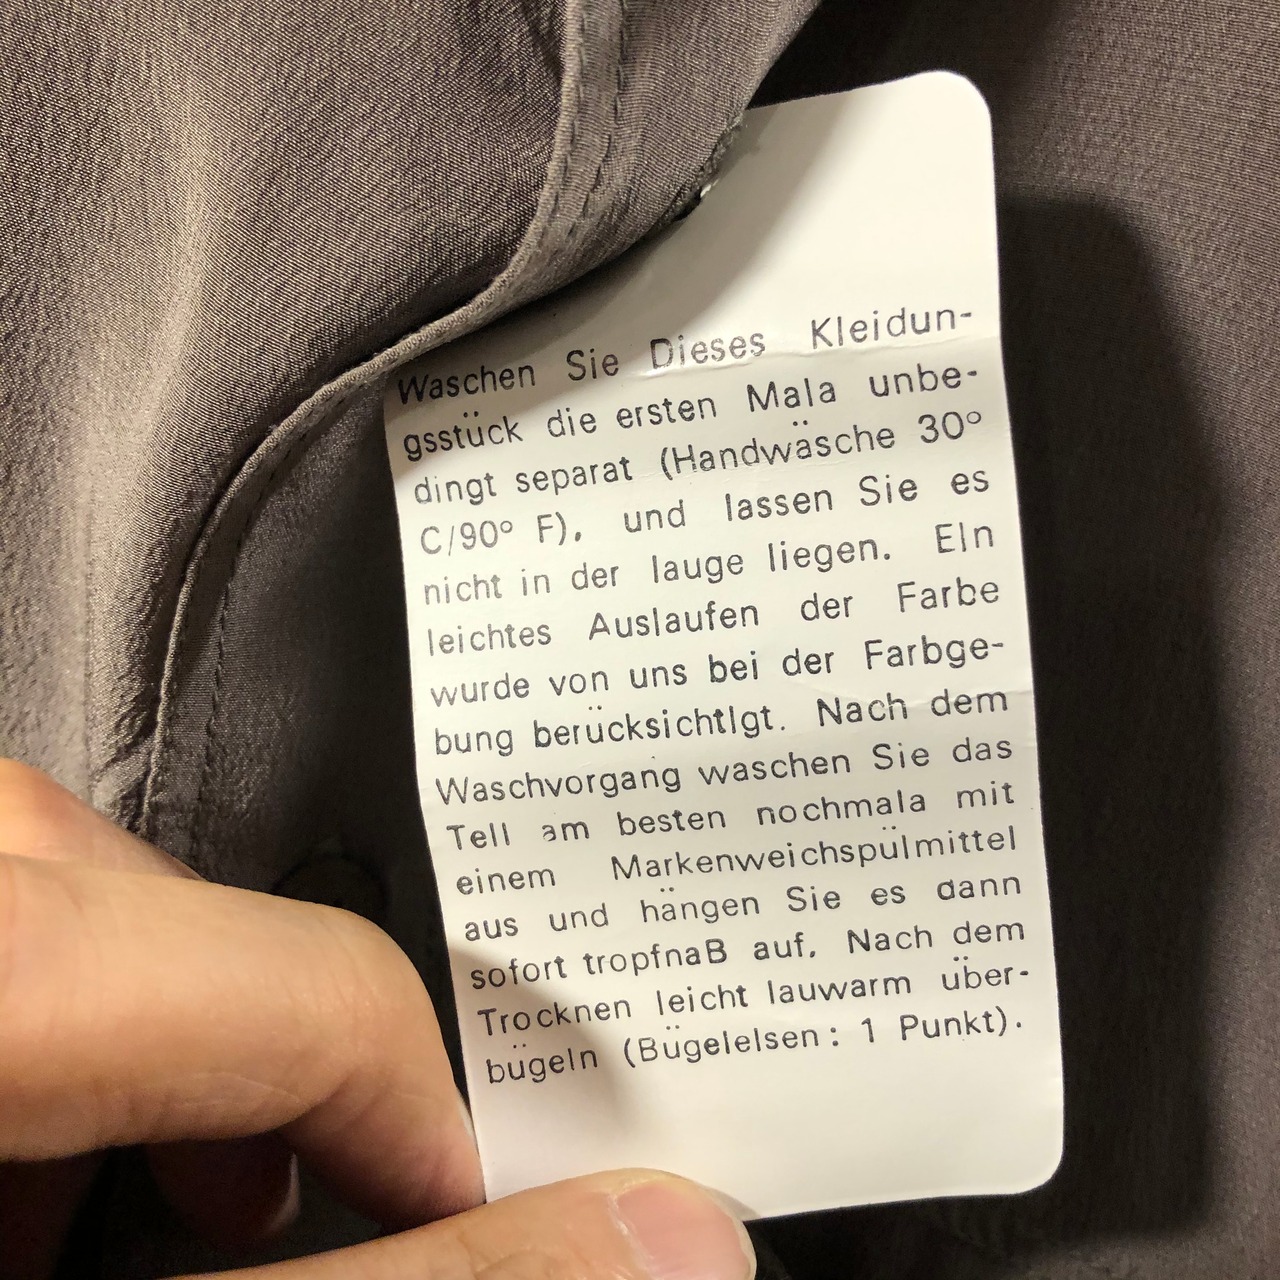 Waschen Sie Dieses Kleidun-
gsstück die ersten Mala unbe-
dingt separat (Handwäsche 30°
C/90° F), und lassen Sie es
nicht in der lauge liegen. Eln
leichtes Auslaufen der Farbe
wurde von uns bei der Farbge-
bung berücksichtlgt. Nach dem
Waschvorgang waschen Sie das
Tell am besten nochmala mit
einem Markenweichspülmittel
aus und hängen Sie es dann
sofort tropfnaB auf. Nach dem
Trocknen leicht lauwarm über-
bügeln (Bügelelsen: 1 Punkt).